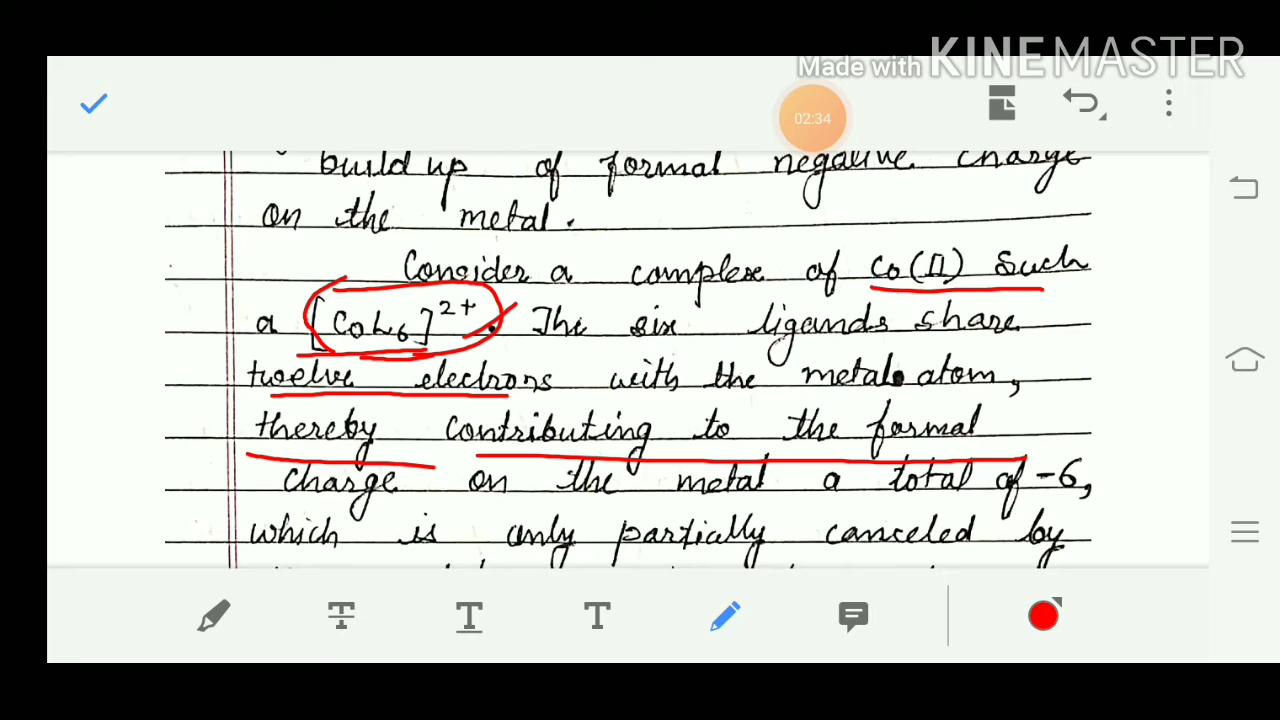 Made with KINEMASTER
02:34
build up of formal negative charge
on the metal.
Consider a complex of Co(II) such
a [CoL6]²⁺. The six ligands share
twelve electrons with the metal atom,
thereby contributing to the formal
charge on the metal a total of -6,
which is only partially canceled by
T T T